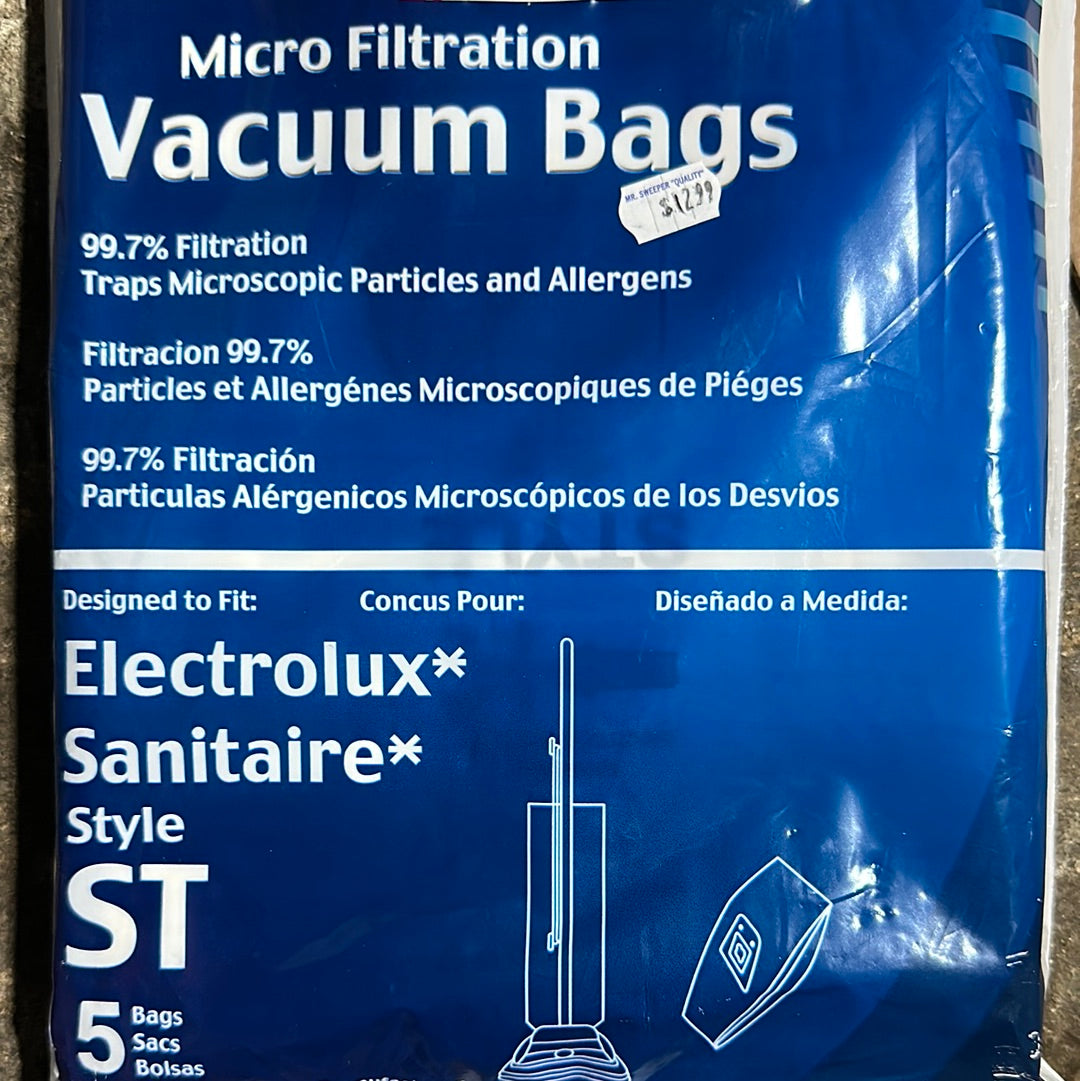 Micro Filtration
Vacuum Bags
MR. SWEEPER "QUALITY"
$12.99
99.7% Filtration
Traps Microscopic Particles and Allergens
Filtracion 99.7%
Particles et Allergénes Microscopiques de Piéges
99.7% Filtración
Particulas Alérgenicos Microscópicos de los Desvios
Designed to Fit:
Concus Pour:
Diseñado a Medida:
Electrolux*
Sanitaire*
Style
ST
5
Bags
Sacs
Bolsas